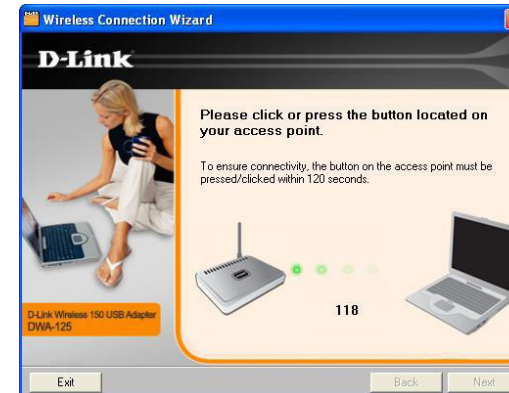 Wireless Connection Wizard
D-Link
Please click or press the button located on
your access point.
To ensure connectivity, the button on the access point must be
pressed/clicked within 120 seconds.
118
D-Link Wireless 150 USB Adapter
DWA-125
Exit
Back
Next